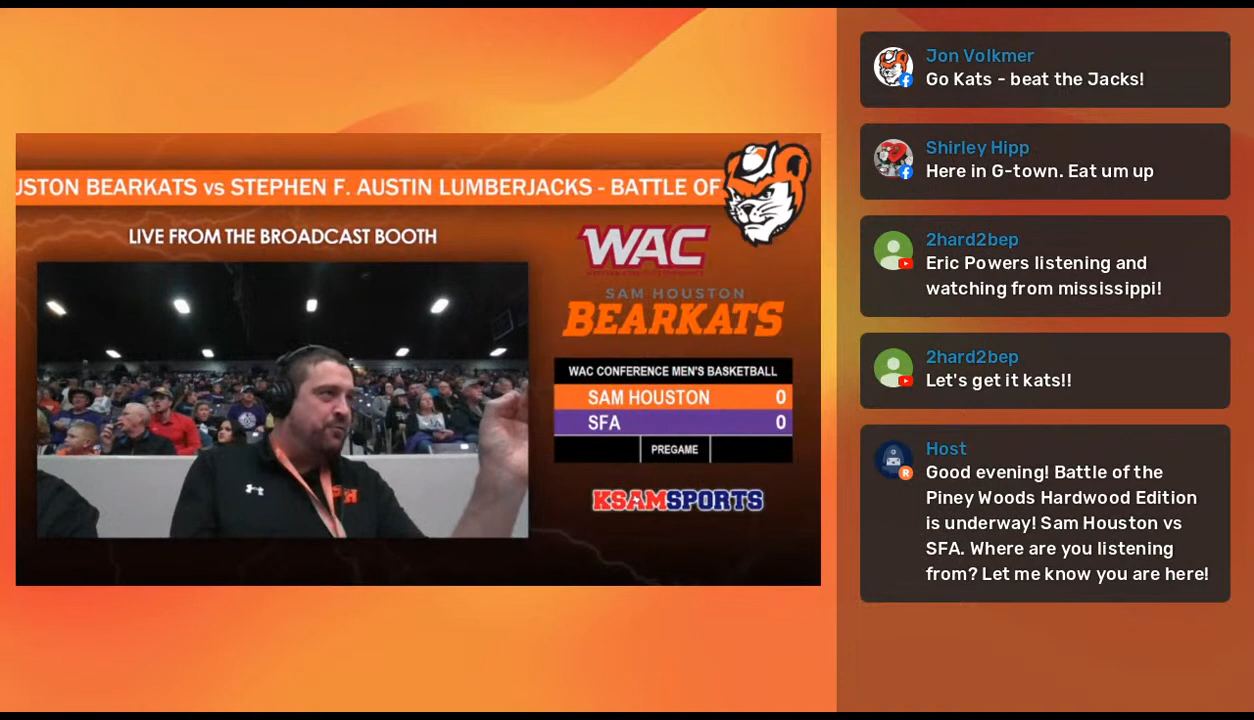 USTON BEARKATS vs STEPHEN F. AUSTIN LUMBERJACKS - BATTLE OF
LIVE FROM THE BROADCAST BOOTH
WAC
SAM HOUSTON
BEARKATS
WAC CONFERENCE MEN'S BASKETBALL
SAM HOUSTON 0
SFA 0
PREGAME
KSAMSPORTS
Jon Volkmer
Go Kats - beat the Jacks!
Shirley Hipp
Here in G-town. Eat um up
2hard2bep
Eric Powers listening and
watching from mississippi!
2hard2bep
Let's get it kats!!
Host
Good evening! Battle of the
Piney Woods Hardwood Edition
is underway! Sam Houston vs
SFA. Where are you listening
from? Let me know you are here!